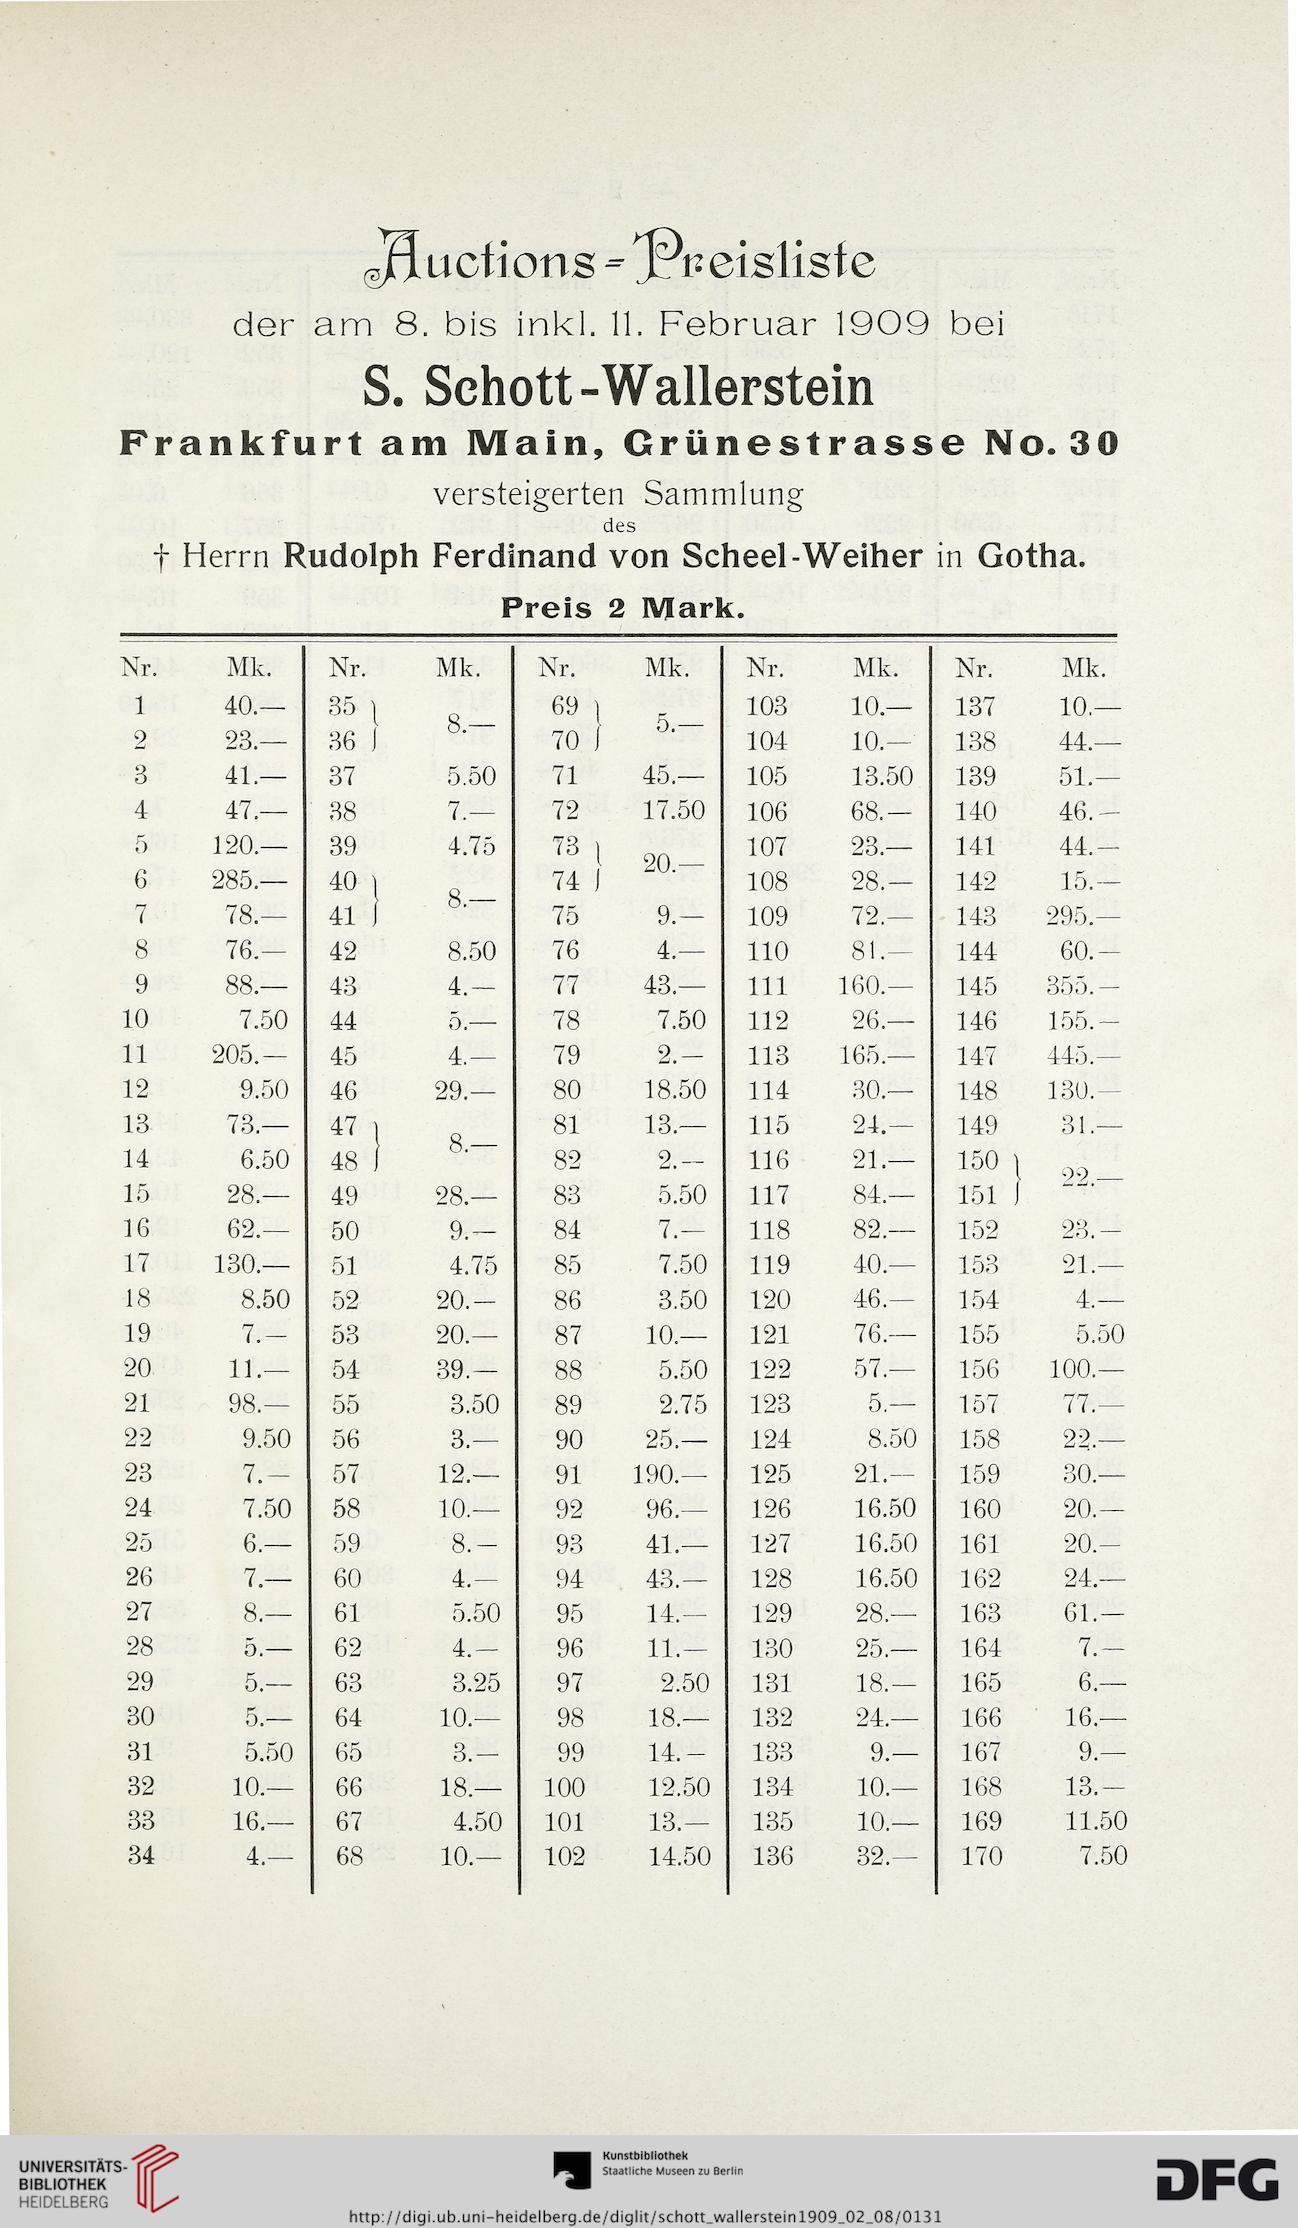 Auctions-Preisliste
der am 8. bis inkl. 11. Februar 1909 bei
S. Schott-Wallerstein
Frankfurt am Main, Grünestrasse No. 30
versteigerten Sammlung
des
† Herrn Rudolph Ferdinand von Scheel-Weiher in Gotha.
Preis 2 Mark.
Nr. Mk. Nr. Mk. Nr. Mk. Nr. Mk. Nr. Mk.
1 40.— 35 } 8.— 69 } 5.— 103 10.— 137 10.—
2 23.— 36 70 104 10.— 138 44.—
3 41.— 37 5.50 71 45.— 105 13.50 139 51.—
4 47.— 38 7.— 72 17.50 106 68.— 140 46.—
5 120.— 39 4.75 73 } 20.— 107 23.— 141 44.—
6 285.— 40 } 8.— 74 108 28.— 142 15.—
7 78.— 41 75 9.— 109 72.— 143 295.—
8 76.— 42 8.50 76 4.— 110 81.— 144 60.—
9 88.— 43 4.— 77 43.— 111 160.— 145 355.—
10 7.50 44 5.— 78 7.50 112 26.— 146 155.—
11 205.— 45 4.— 79 2.— 113 165.— 147 445.—
12 9.50 46 29.— 80 18.50 114 30.— 148 130.—
13 73.— 47 } 8.— 81 13.— 115 24.— 149 31.—
14 6.50 48 82 2.— 116 21.— 150 } 22.—
15 28.— 49 28.— 83 5.50 117 84.— 151
16 62.— 50 9.— 84 7.— 118 82.— 152 23.—
17 130.— 51 4.75 85 7.50 119 40.— 153 21.—
18 8.50 52 20.— 86 3.50 120 46.— 154 4.—
19 7.— 53 20.— 87 10.— 121 76.— 155 5.50
20 11.— 54 39.— 88 5.50 122 57.— 156 100.—
21 98.— 55 3.50 89 2.75 123 5.— 157 77.—
22 9.50 56 3.— 90 25.— 124 8.50 158 22.—
23 7.— 57 12.— 91 190.— 125 21.— 159 30.—
24 7.50 58 10.— 92 96.— 126 16.50 160 20.—
25 6.— 59 8.— 93 41.— 127 16.50 161 20.—
26 7.— 60 4.— 94 43.— 128 16.50 162 24.—
27 8.— 61 5.50 95 14.— 129 28.— 163 61.—
28 5.— 62 4.— 96 11.— 130 25.— 164 7.—
29 5.— 63 3.25 97 2.50 131 18.— 165 6.—
30 5.— 64 10.— 98 18.— 132 24.— 166 16.—
31 5.50 65 3.— 99 14.— 133 9.— 167 9.—
32 10.— 66 18.— 100 12.50 134 10.— 168 13.—
33 16.— 67 4.50 101 13.— 135 10.— 169 11.50
34 4.— 68 10.— 102 14.50 136 32.— 170 7.50
UNIVERSITÄTS-
BIBLIOTHEK
HEIDELBERG
Kunstbibliothek
Staatliche Museen zu Berlin
DFG
http://digi.ub.uni-heidelberg.de/diglit/schott_wallerstein1909_02_08/0131